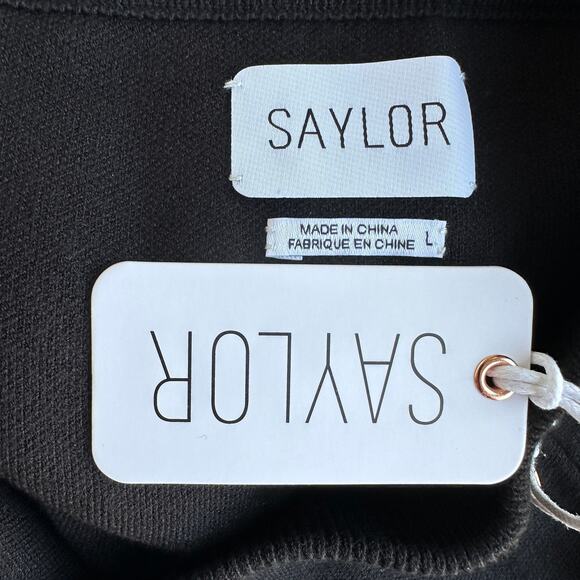 SAYLOR
MADE IN CHINA
FABRIQUE EN CHINE L
SAYLOR